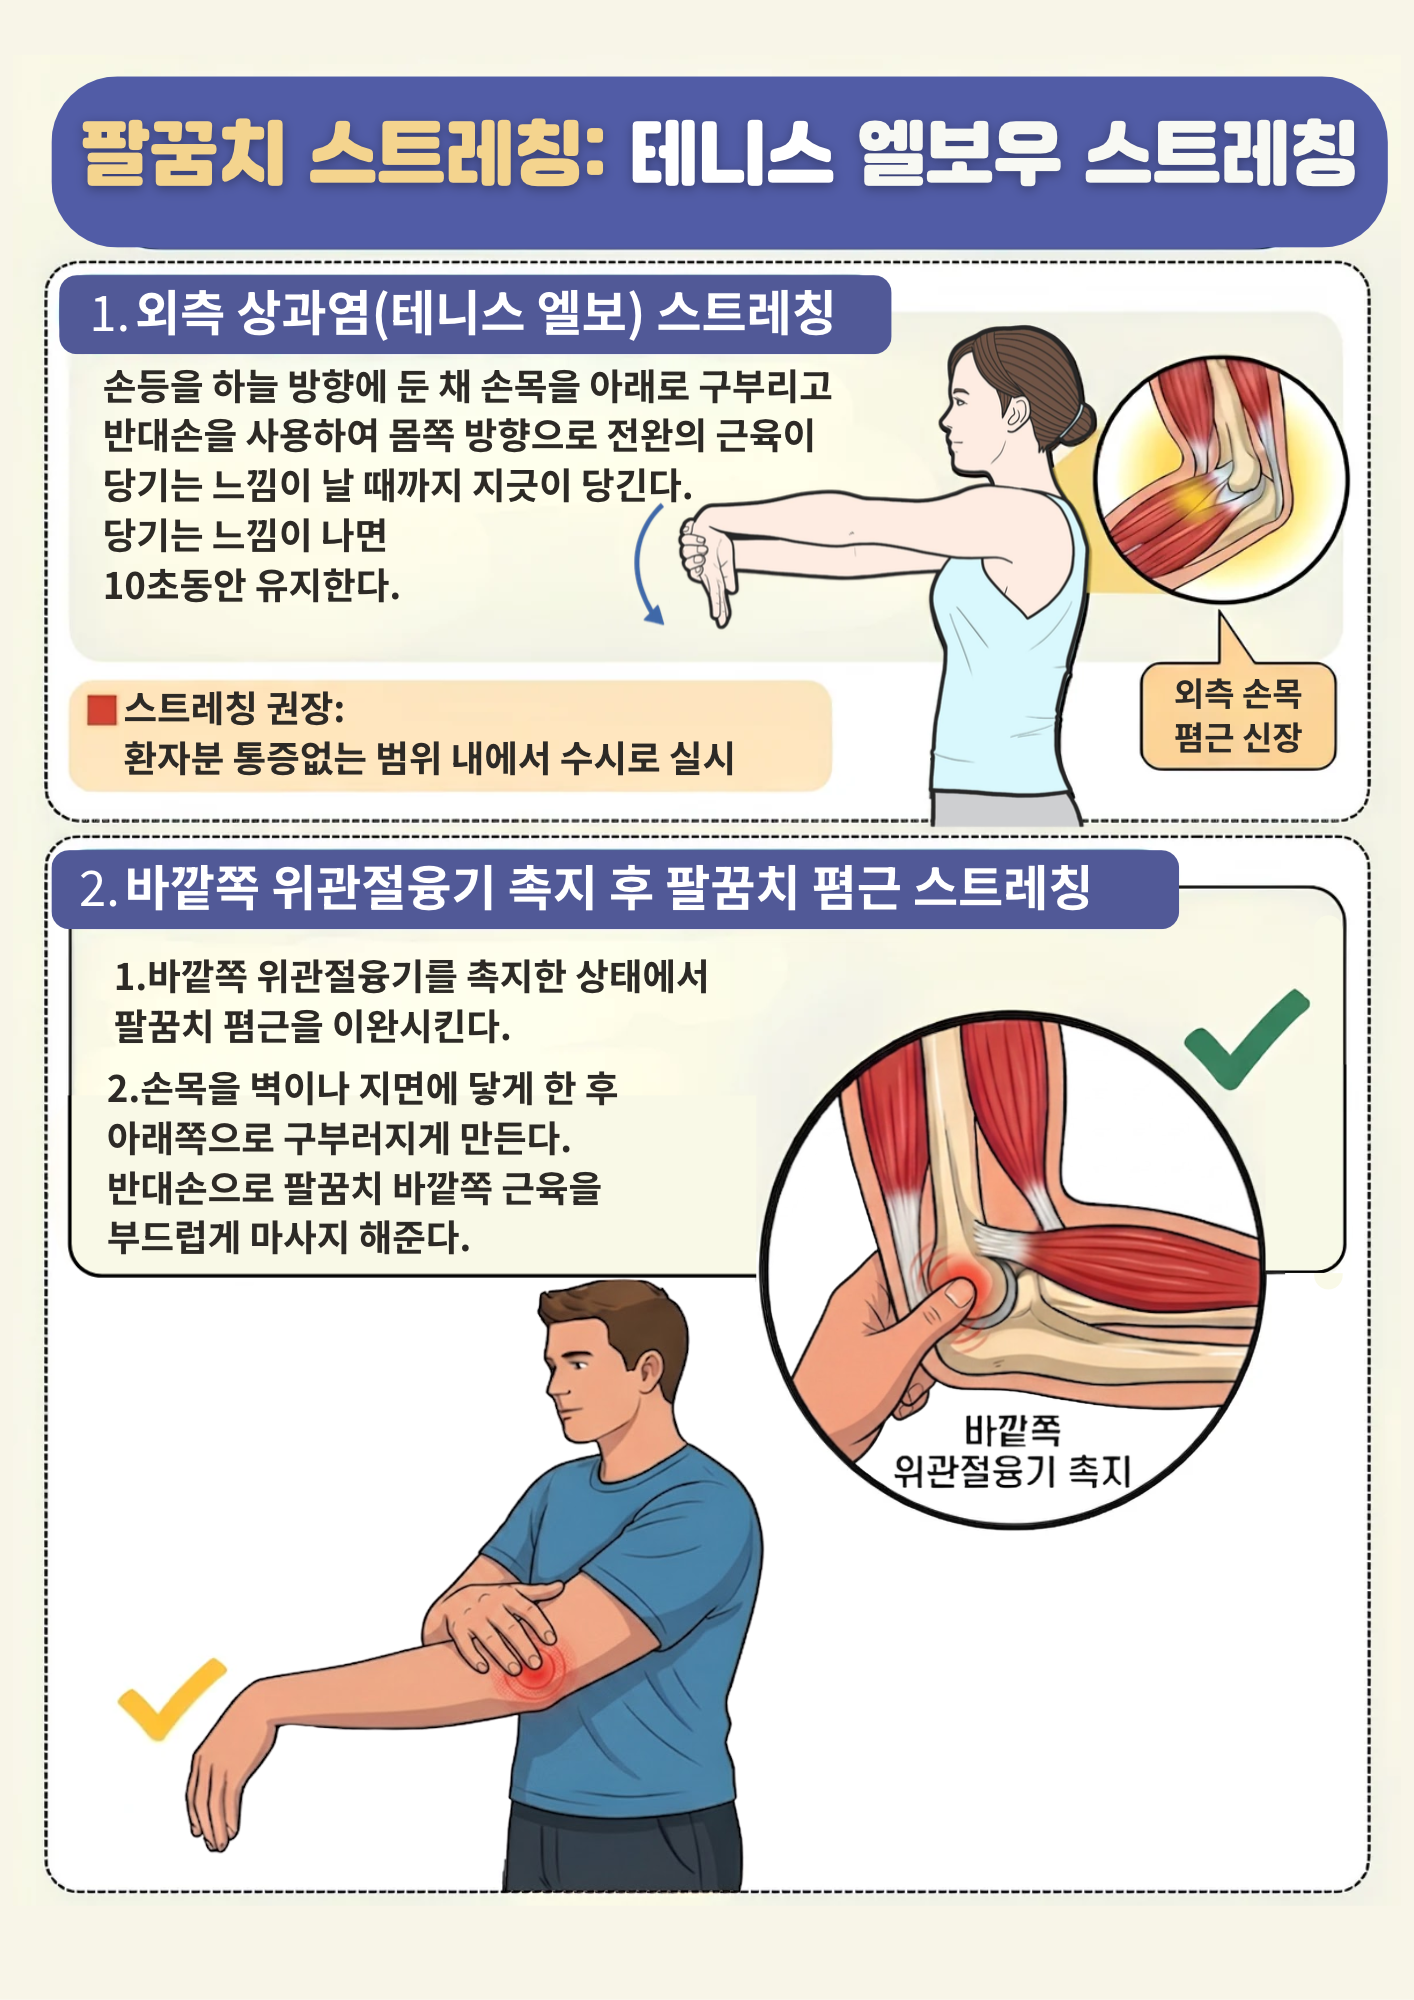 팔꿈치 스트레칭: 테니스 엘보우 스트레칭
1.외측 상과염(테니스 엘보) 스트레칭
손등을 하늘 방향에 둔 채 손목을 아래로 구부리고
반대손을 사용하여 몸쪽 방향으로 전완의 근육이
당기는 느낌이 날 때까지 지긋이 당긴다.
당기는 느낌이 나면
10초동안 유지한다.
외측 손목
폄근 신장
스트레칭 권장:
환자분 통증없는 범위 내에서 수시로 실시
2.바깥쪽 위관절융기 촉지 후 팔꿈치 폄근 스트레칭
1.바깥쪽 위관절융기를 촉지한 상태에서
팔꿈치 폄근을 이완시킨다.
2.손목을 벽이나 지면에 닿게 한 후
아래쪽으로 구부러지게 만든다.
반대손으로 팔꿈치 바깥쪽 근육을
부드럽게 마사지 해준다.
바깥쪽
위관절융기 촉지